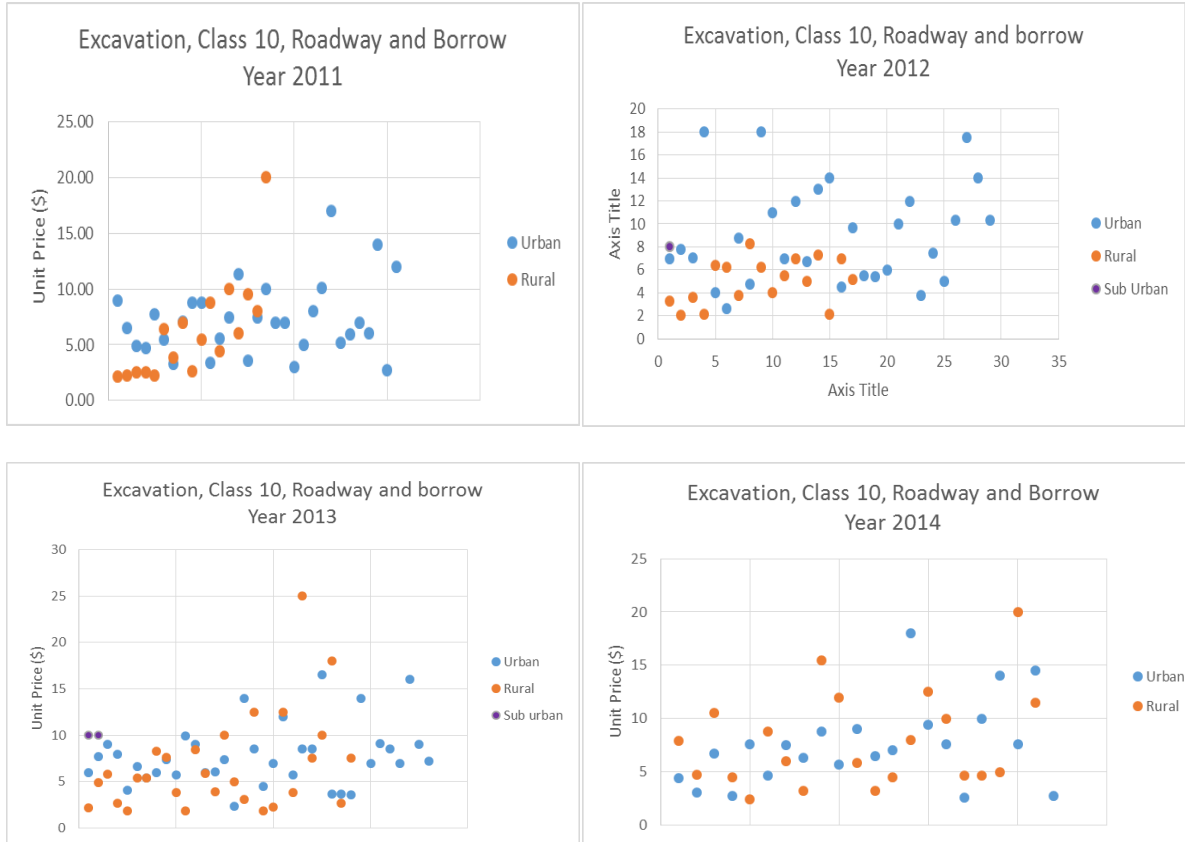 Excavation, Class 10, Roadway and Borrow
Year 2011
25.00
20.00
15.00
10.00
5.00
0.00
Unit Price ($)
Urban
Rural
Excavation, Class 10, Roadway and borrow
Year 2012
20
18
16
14
12
10
8
6
4
2
0
Axis Title
0 5 10 15 20 25 30 35
Axis Title
Urban
Rural
Sub Urban
Excavation, Class 10, Roadway and borrow
Year 2013
30
25
20
15
10
5
0
Unit Price ($)
Urban
Rural
Sub urban
Excavation, Class 10, Roadway and Borrow
Year 2014
25
20
15
10
5
0
Unit Price ($)
Urban
Rural